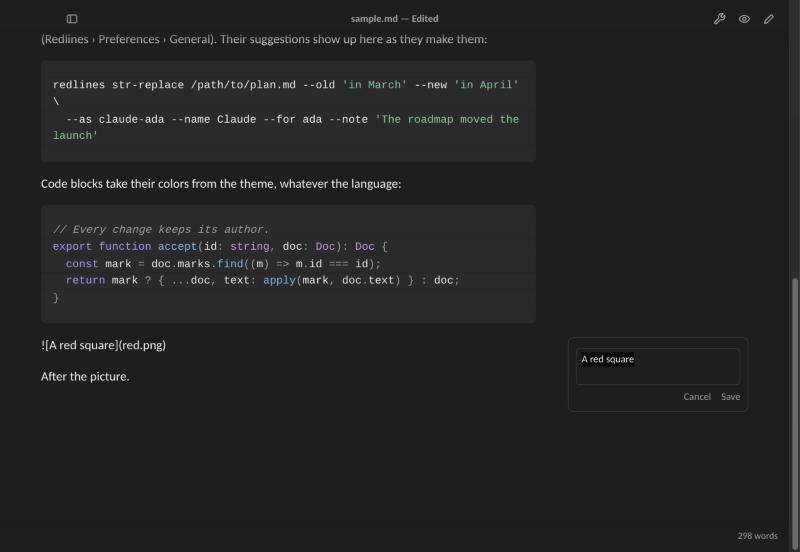 sample.md — Edited
(Redlines › Preferences › General). Their suggestions show up here as they make them:
redlines str-replace /path/to/plan.md --old 'in March' --new 'in April'
\
--as claude-ada --name Claude --for ada --note 'The roadmap moved the
launch'
Code blocks take their colors from the theme, whatever the language:
// Every change keeps its author.
export function accept(id: string, doc: Doc): Doc {
const mark = doc.marks.find((m) => m.id === id);
return mark ? { ...doc, text: apply(mark, doc.text) } : doc;
}
![A red square](red.png)
A red square
After the picture.
Cancel Save
298 words